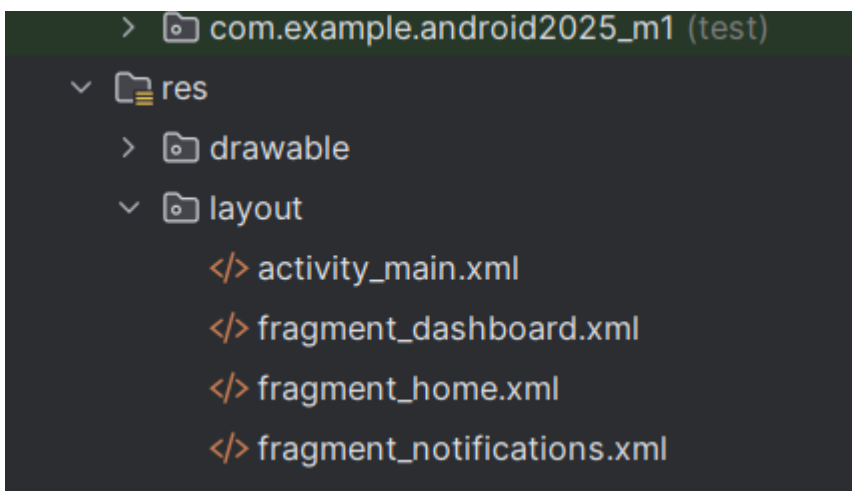 com.example.android2025_m1 (test)
res
drawable
layout
</> activity_main.xml
</> fragment_dashboard.xml
</> fragment_home.xml
</> fragment_notifications.xml